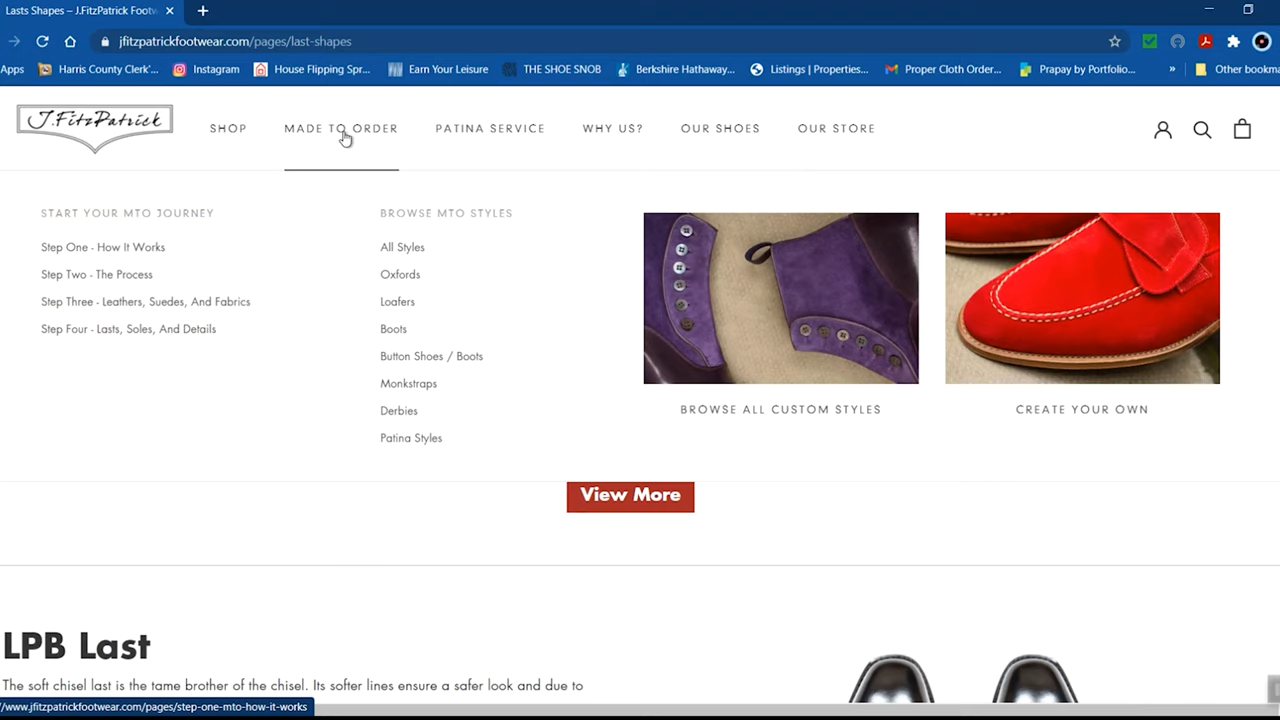 Lasts Shapes – J.FitzPatrick Footw
jfitzpatrickfootwear.com/pages/last-shapes
Apps
Harris County Clerk'...
Instagram
House Flipping Spr...
Earn Your Leisure
THE SHOE SNOB
Berkshire Hathaway...
Listings | Properties...
Proper Cloth Order...
Prapay by Portfolio...
»
Other bookma
J.FitzPatrick
SHOP
MADE TO ORDER
PATINA SERVICE
WHY US?
OUR SHOES
OUR STORE
START YOUR MTO JOURNEY
Step One - How It Works
Step Two - The Process
Step Three - Leathers, Suedes, And Fabrics
Step Four - Lasts, Soles, And Details
BROWSE MTO STYLES
All Styles
Oxfords
Loafers
Boots
Button Shoes / Boots
Monkstraps
Derbies
Patina Styles
BROWSE ALL CUSTOM STYLES
CREATE YOUR OWN
View More
LPB Last
The soft chisel last is the tame brother of the chisel. Its softer lines ensure a safer look and due to
/www.jfitzpatrickfootwear.com/pages/step-one-mto-how-it-works